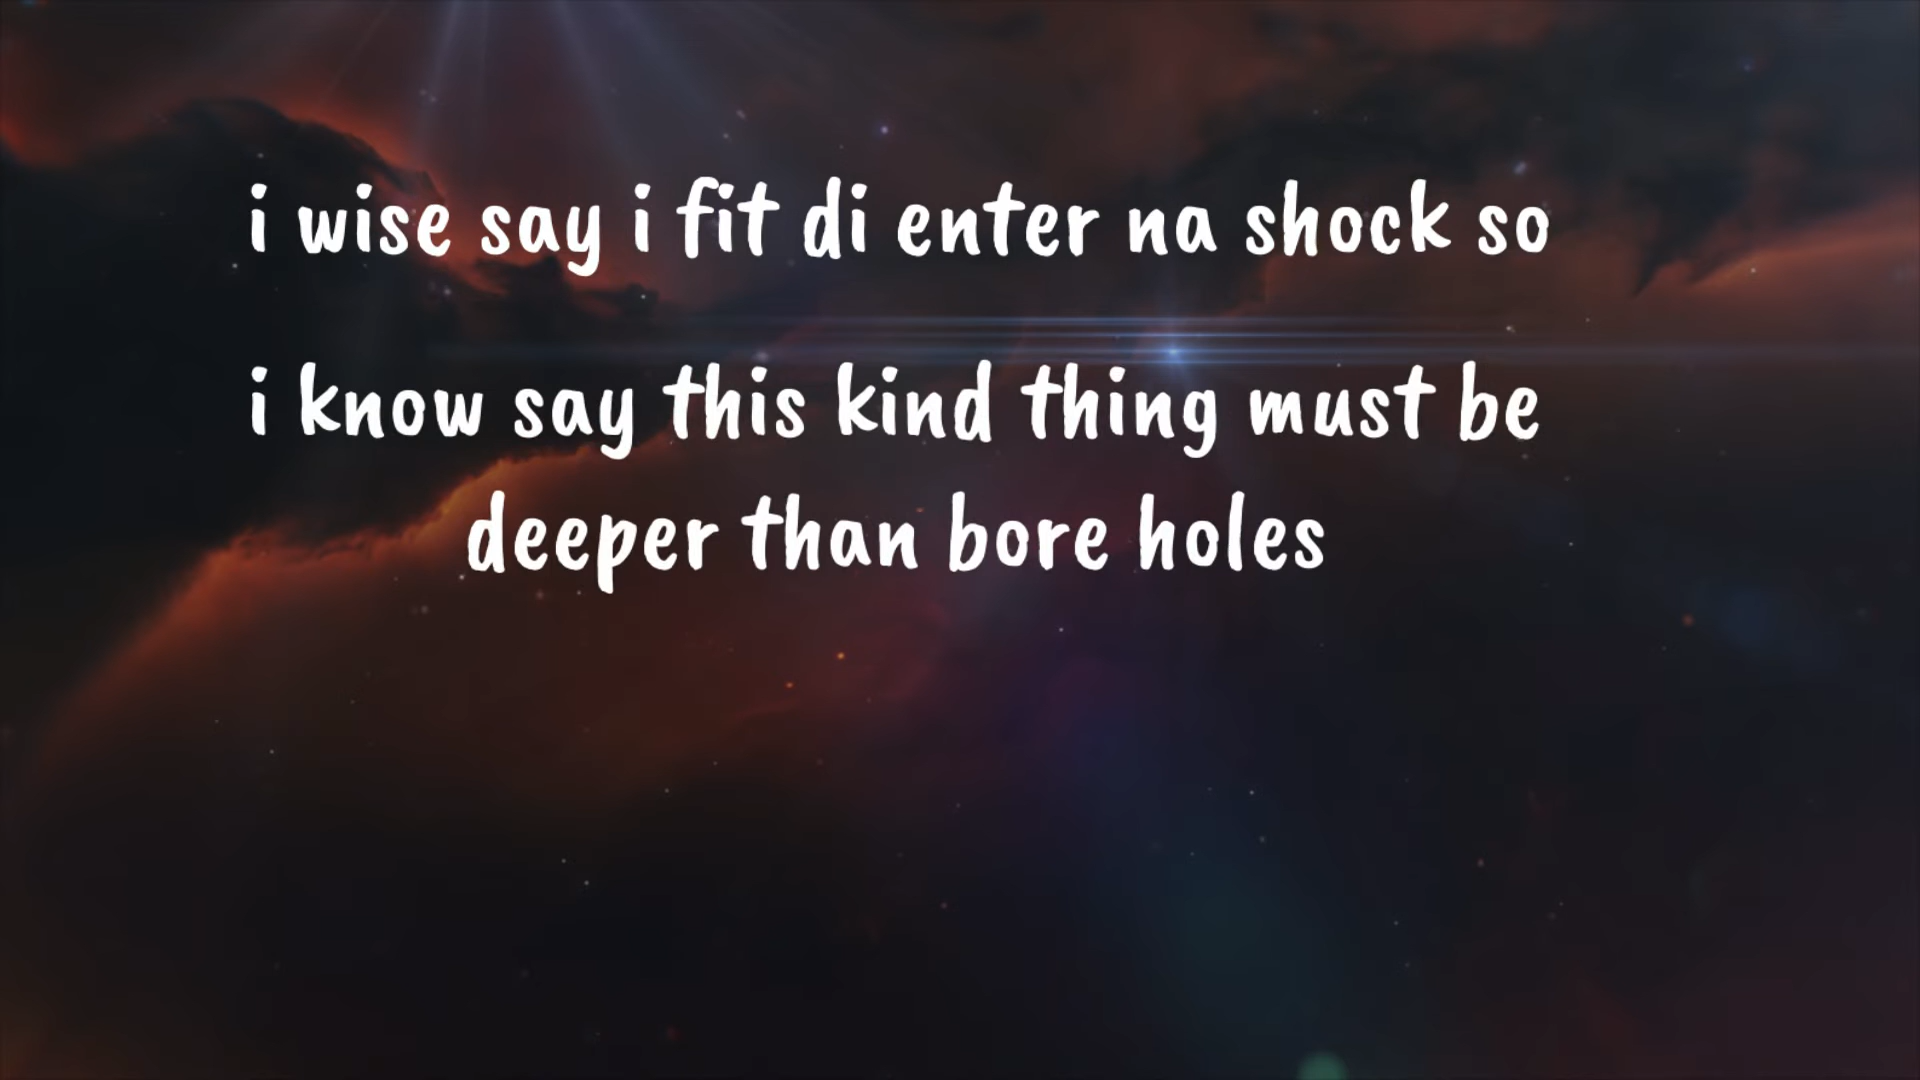 i wise say i fit di enter na shock so
i know say this kind thing must be
deeper than bore holes